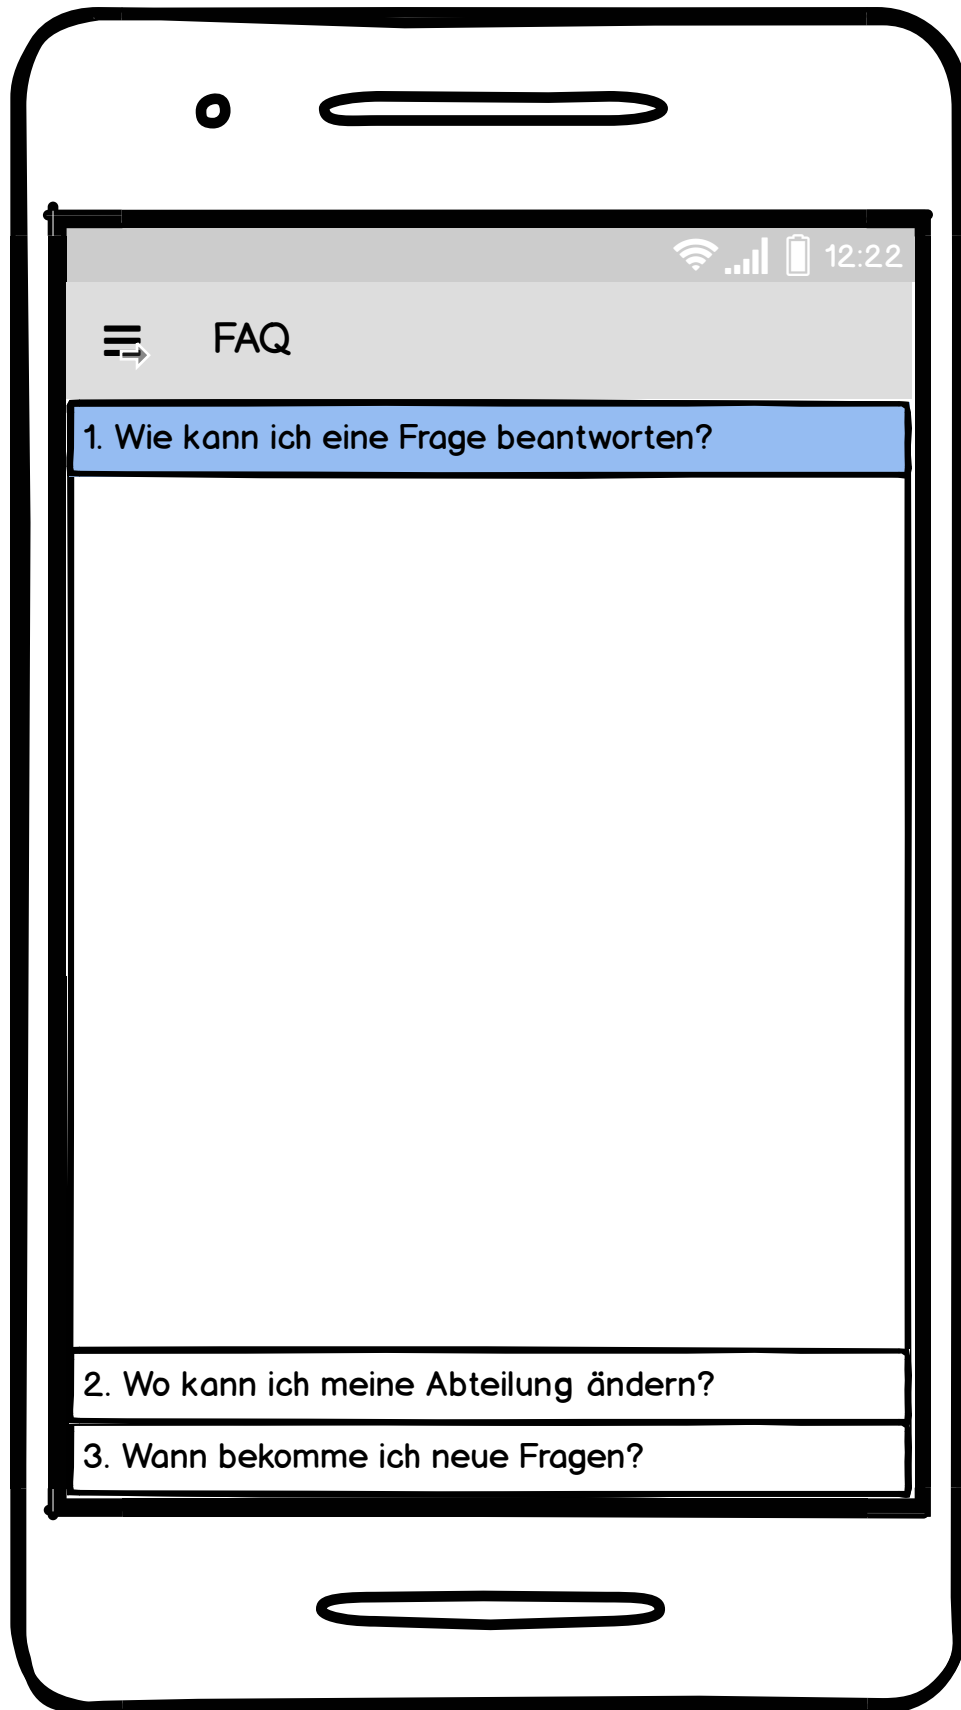 12:22
FAQ
1. Wie kann ich eine Frage beantworten?
2. Wo kann ich meine Abteilung ändern?
3. Wann bekomme ich neue Fragen?